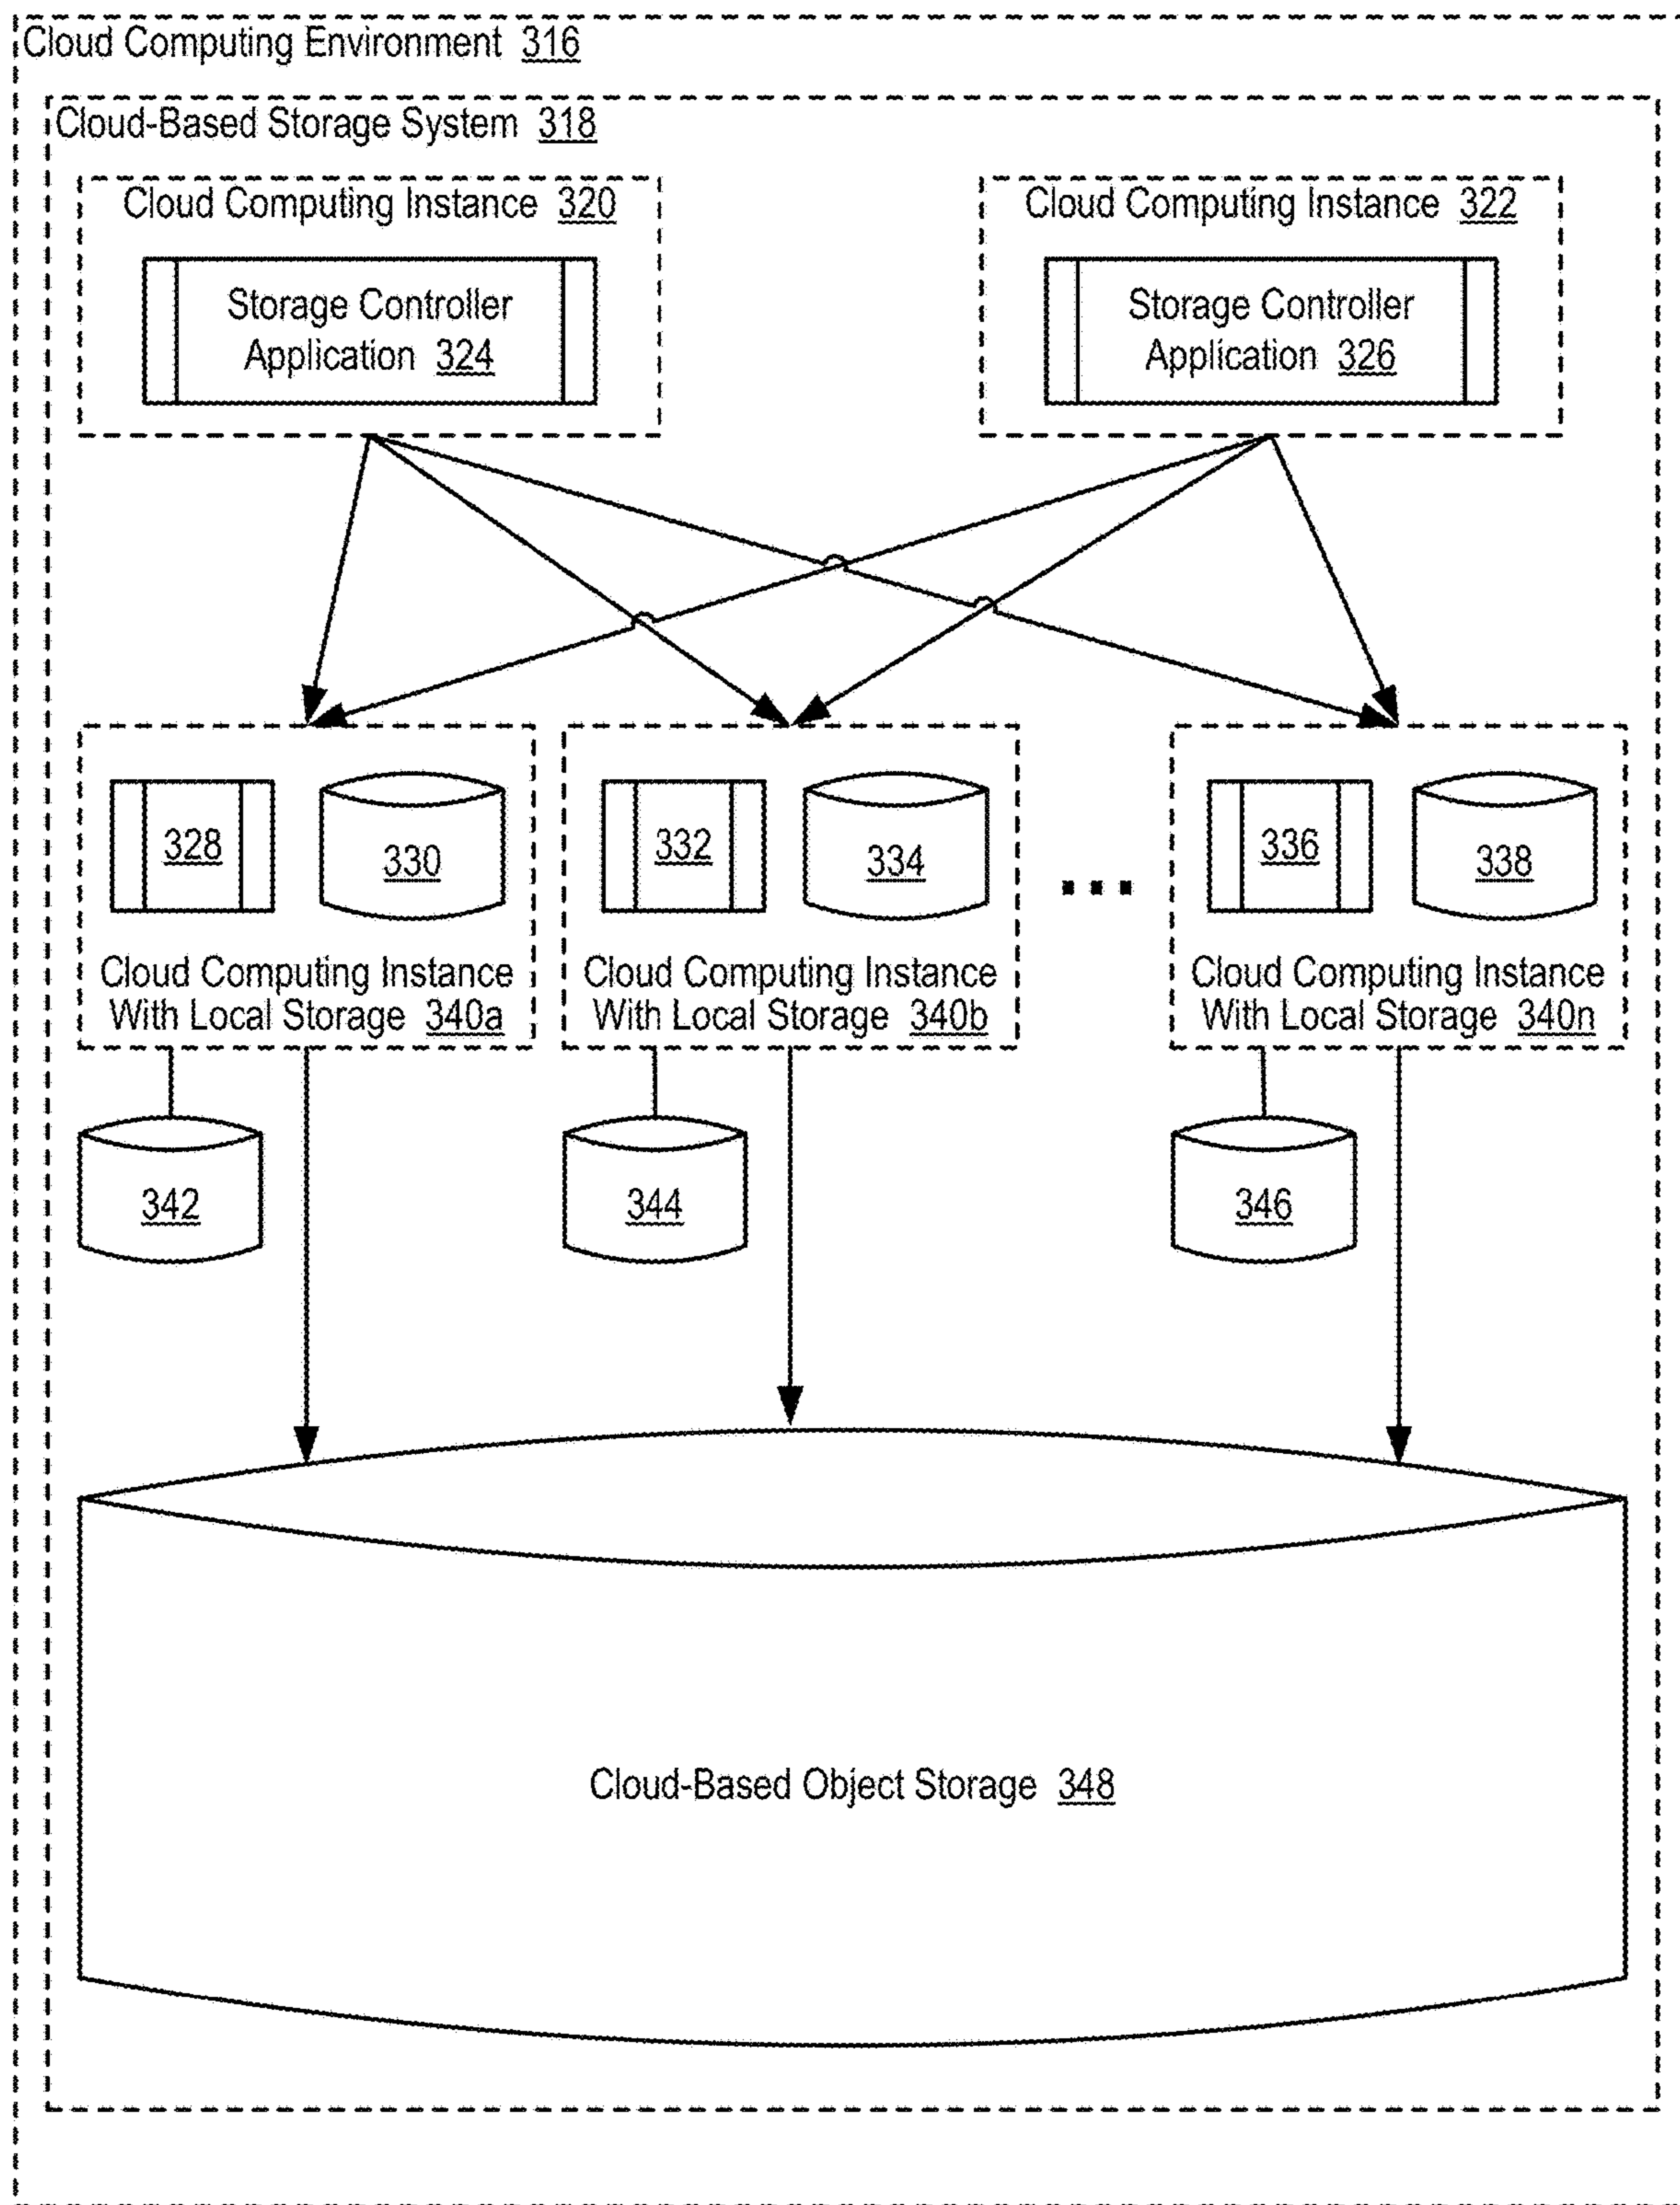 Cloud Computing Environment 316
Cloud-Based Storage System 318
Cloud Computing Instance 320
Storage Controller
Application 324
Cloud Computing Instance 322
Storage Controller
Application 326
328
330
Cloud Computing Instance
With Local Storage 340a
332
334
Cloud Computing Instance
With Local Storage 340b
...
336
338
Cloud Computing Instance
With Local Storage 340n
342
344
346
Cloud-Based Object Storage 348